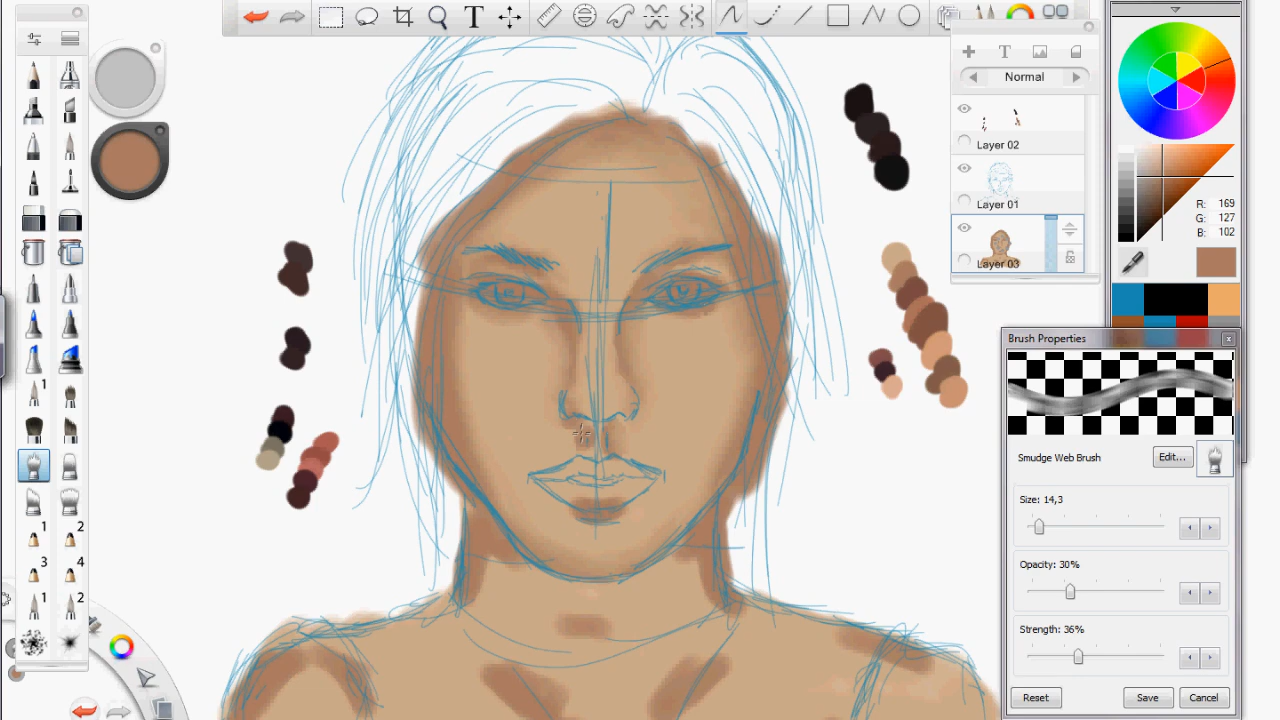 T
T
Normal
Layer 02
Layer 01
Layer 03
R: 169
G: 127
B: 102
Brush Properties
x
Smudge Web Brush
Edit...
Size: 14,3
Opacity: 30%
Strength: 36%
Reset
Save
Cancel
1
1 2
3 4
1 2